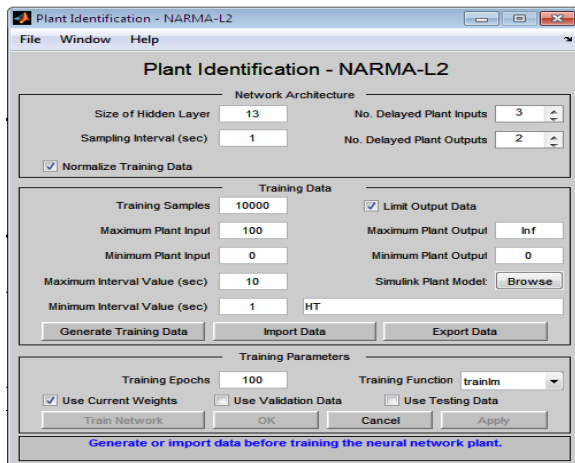 Plant Identification - NARMA-L2
File Window Help
Plant Identification - NARMA-L2
Network Architecture
Size of Hidden Layer 13 No. Delayed Plant Inputs 3
Sampling Interval (sec) 1 No. Delayed Plant Outputs 2
Normalize Training Data
Training Data
Training Samples 10000 Limit Output Data
Maximum Plant Input 100 Maximum Plant Output Inf
Minimum Plant Input 0 Minimum Plant Output 0
Maximum Interval Value (sec) 10 Simulink Plant Model: Browse
Minimum Interval Value (sec) 1 HT
Generate Training Data Import Data Export Data
Training Parameters
Training Epochs 100 Training Function trainlm
Use Current Weights Use Validation Data Use Testing Data
Train Network OK Cancel Apply
Generate or import data before training the neural network plant.